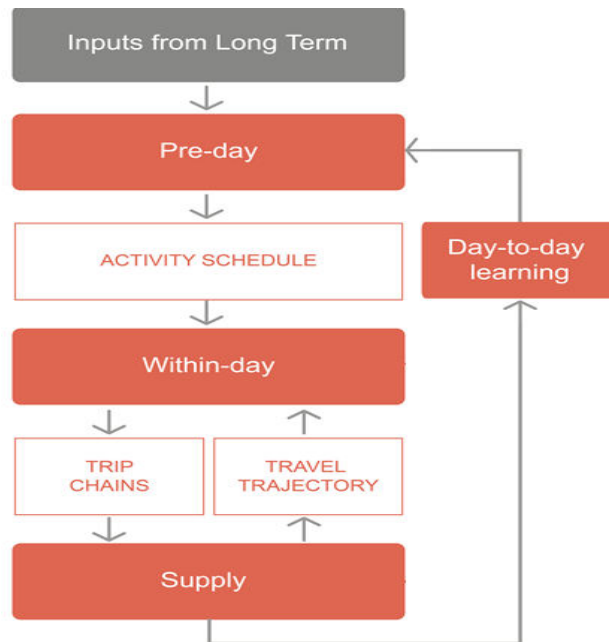 Inputs from Long Term
Pre-day
ACTIVITY SCHEDULE
Day-to-day
learning
Within-day
TRIP
CHAINS
TRAVEL
TRAJECTORY
Supply